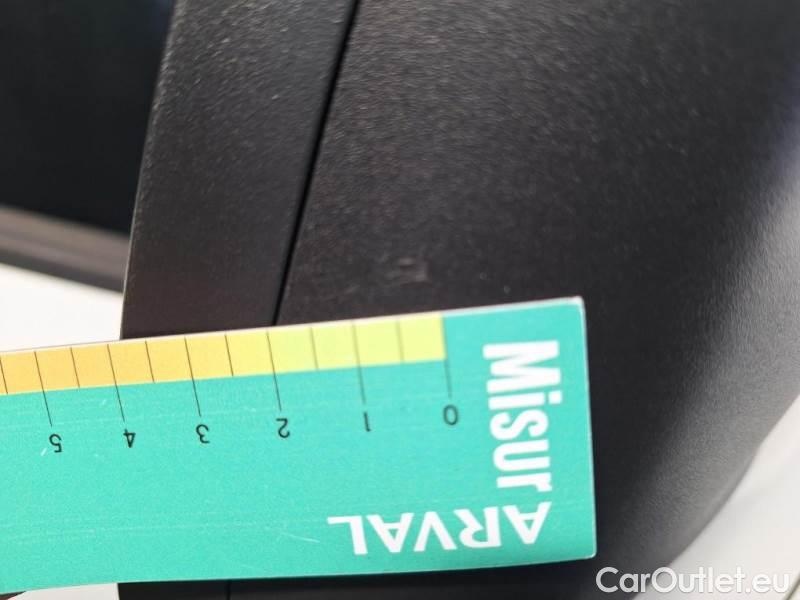 Misur
ARVAL
0 1 2 3 4 5
CarOutlet.eu